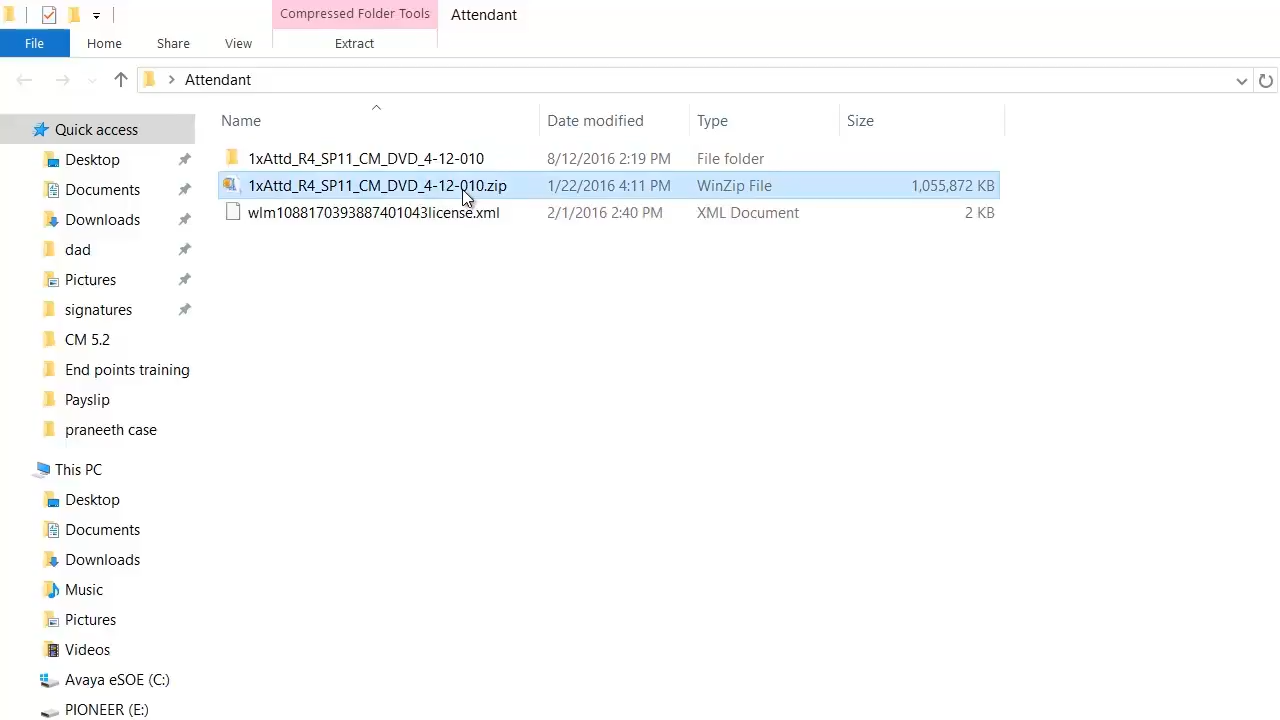 Compressed Folder Tools Attendant
File Home Share View Extract
Attendant
Name Date modified Type Size
1xAttd_R4_SP11_CM_DVD_4-12-010 8/12/2016 2:19 PM File folder
1xAttd_R4_SP11_CM_DVD_4-12-010.zip 1/22/2016 4:11 PM WinZip File 1,055,872 KB
wlm1088170393887401043license.xml 2/1/2016 2:40 PM XML Document 2 KB
Quick access
Desktop
Documents
Downloads
dad
Pictures
signatures
CM 5.2
End points training
Payslip
praneeth case
This PC
Desktop
Documents
Downloads
Music
Pictures
Videos
Avaya eSOE (C:)
PIONEER (E:)